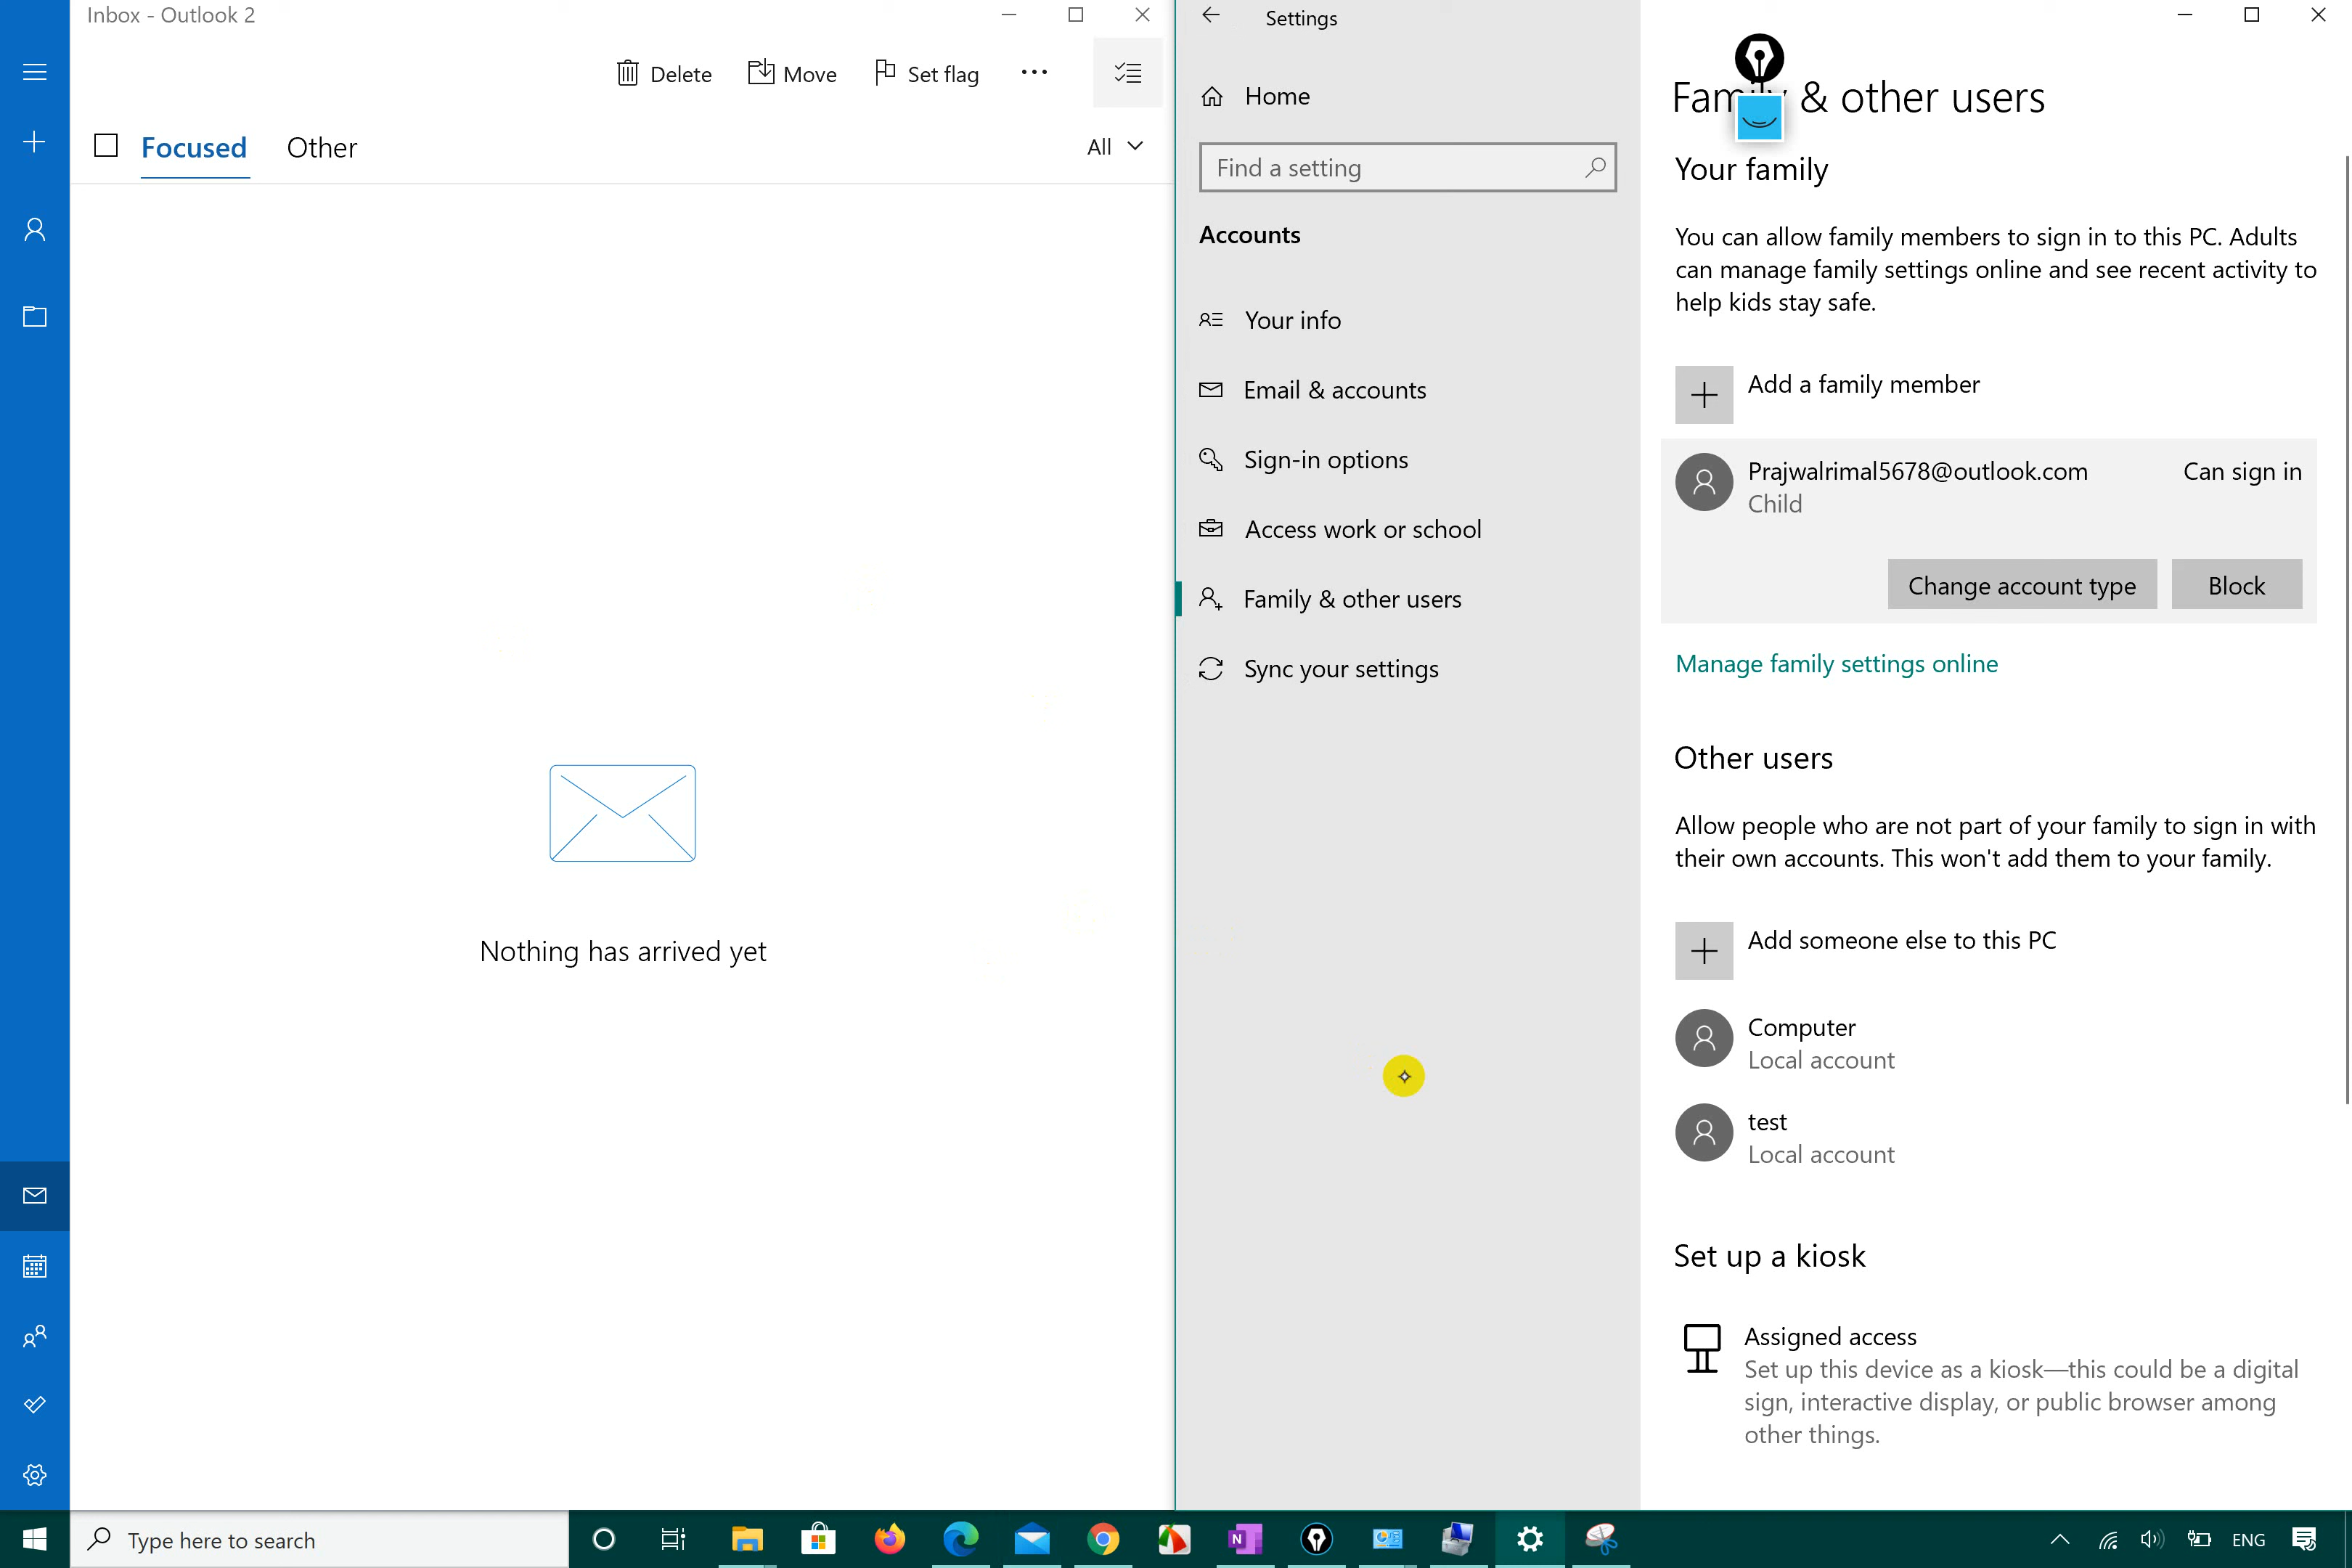 Inbox - Outlook 2
Delete
Move
Set flag
Focused
Other
All
Nothing has arrived yet
Settings
Home
Find a setting
Accounts
Your info
Email & accounts
Sign-in options
Access work or school
Family & other users
Sync your settings
Family & other users
Your family
You can allow family members to sign in to this PC. Adults
can manage family settings online and see recent activity to
help kids stay safe.
Add a family member
Prajwalrimal5678@outlook.com
Can sign in
Child
Change account type
Block
Manage family settings online
Other users
Allow people who are not part of your family to sign in with
their own accounts. This won't add them to your family.
Add someone else to this PC
Computer
Local account
test
Local account
Set up a kiosk
Assigned access
Set up this device as a kiosk—this could be a digital
sign, interactive display, or public browser among
other things.
Type here to search
N
ENG